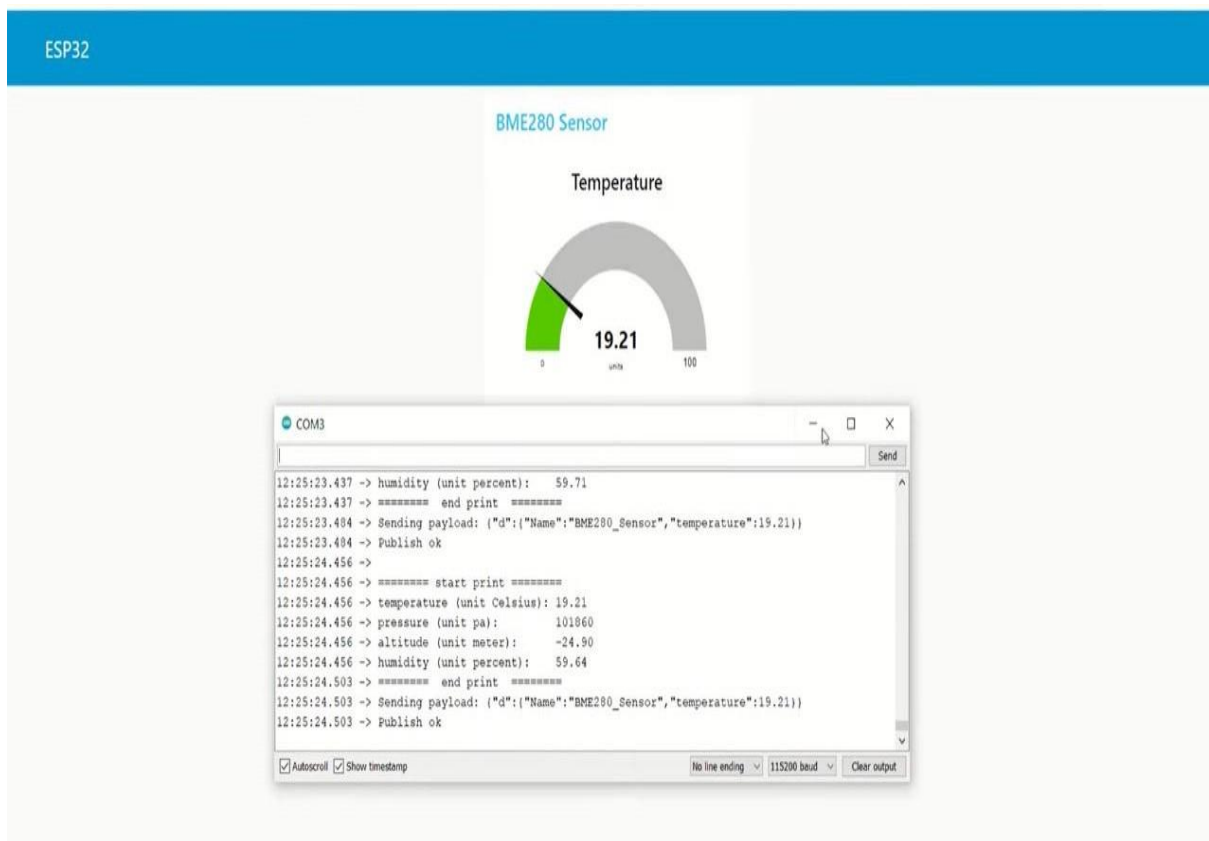 ESP32
BME280 Sensor
Temperature
19.21
0
units
100
COM3
Send
12:25:23.437 -> humidity (unit percent):    59.71
12:25:23.437 -> ========  end print  ========
12:25:23.484 -> Sending payload: {"d":{"Name":"BME280_Sensor","temperature":19.21}}
12:25:23.484 -> Publish ok
12:25:24.456 ->
12:25:24.456 -> ======== start print ========
12:25:24.456 -> temperature (unit Celsius): 19.21
12:25:24.456 -> pressure (unit pa):         101860
12:25:24.456 -> altitude (unit meter):      -24.90
12:25:24.456 -> humidity (unit percent):    59.64
12:25:24.503 -> ========  end print  ========
12:25:24.503 -> Sending payload: {"d":{"Name":"BME280_Sensor","temperature":19.21}}
12:25:24.503 -> Publish ok
Autoscroll Show timestamp No line ending 115200 baud Clear output